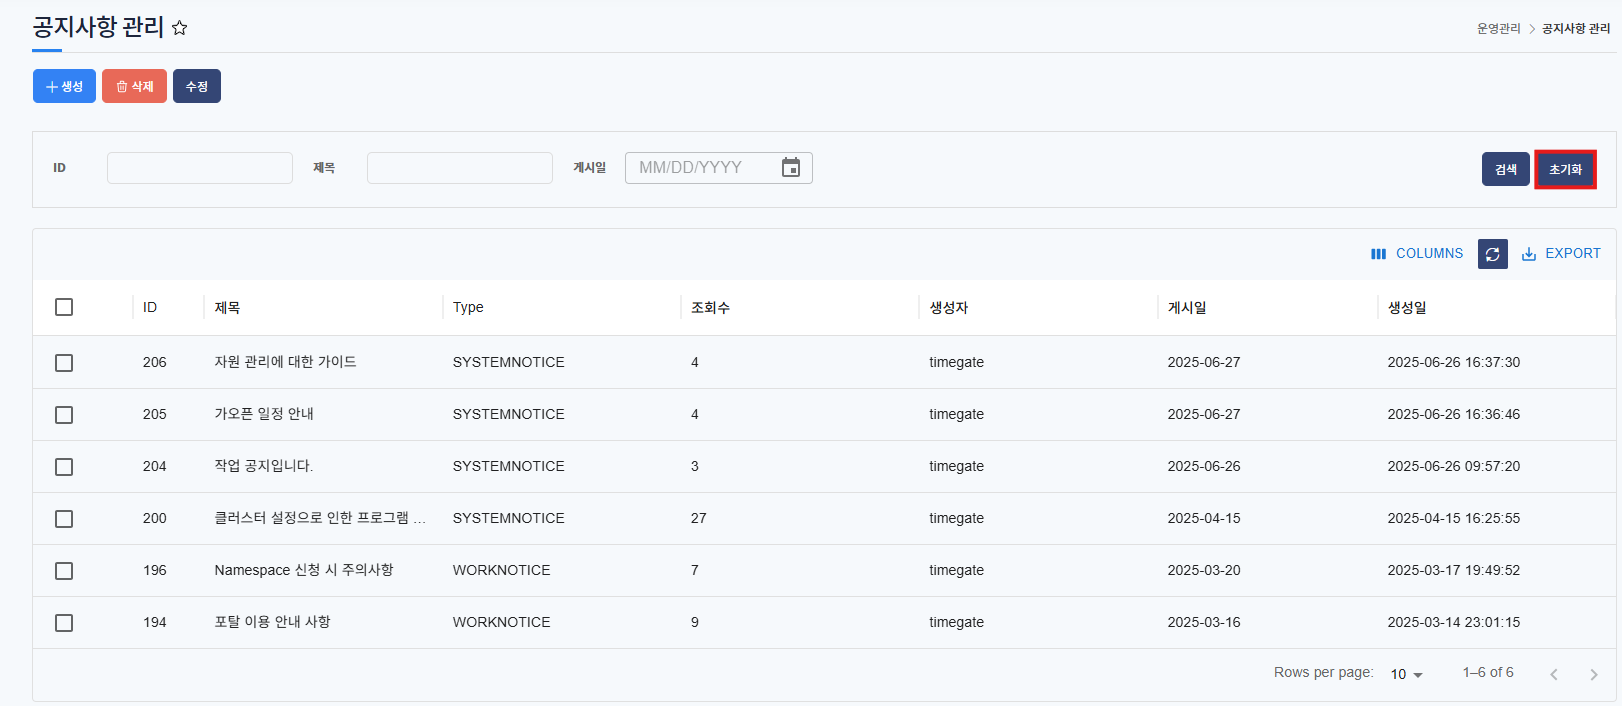 공지사항 관리
운영관리 > 공지사항 관리
생성 삭제 수정
ID 제목 게시일 MM/DD/YYYY 검색 초기화
COLUMNS EXPORT
ID 제목 Type 조회수 생성자 게시일 생성일
206 자원 관리에 대한 가이드 SYSTEMNOTICE 4 timegate 2025-06-27 2025-06-26 16:37:30
205 가오픈 일정 안내 SYSTEMNOTICE 4 timegate 2025-06-27 2025-06-26 16:36:46
204 작업 공지입니다. SYSTEMNOTICE 3 timegate 2025-06-26 2025-06-26 09:57:20
200 클러스터 설정으로 인한 프로그램 ... SYSTEMNOTICE 27 timegate 2025-04-15 2025-04-15 16:25:55
196 Namespace 신청 시 주의사항 WORKNOTICE 7 timegate 2025-03-20 2025-03-17 19:49:52
194 포탈 이용 안내 사항 WORKNOTICE 9 timegate 2025-03-16 2025-03-14 23:01:15
Rows per page: 10 1–6 of 6